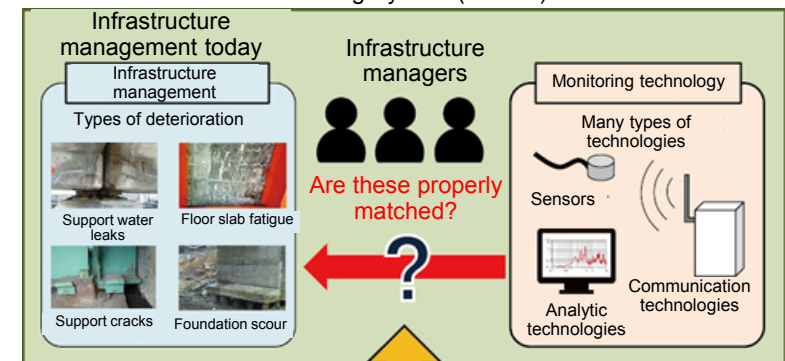 Infrastructure
management today
Infrastructure
management
Types of deterioration
Support water
leaks
Floor slab fatigue
Support cracks
Foundation scour
Infrastructure
managers
Are these properly
matched?
?
Monitoring technology
Many types of
technologies
Sensors
Analytic
technologies
Communication
technologies